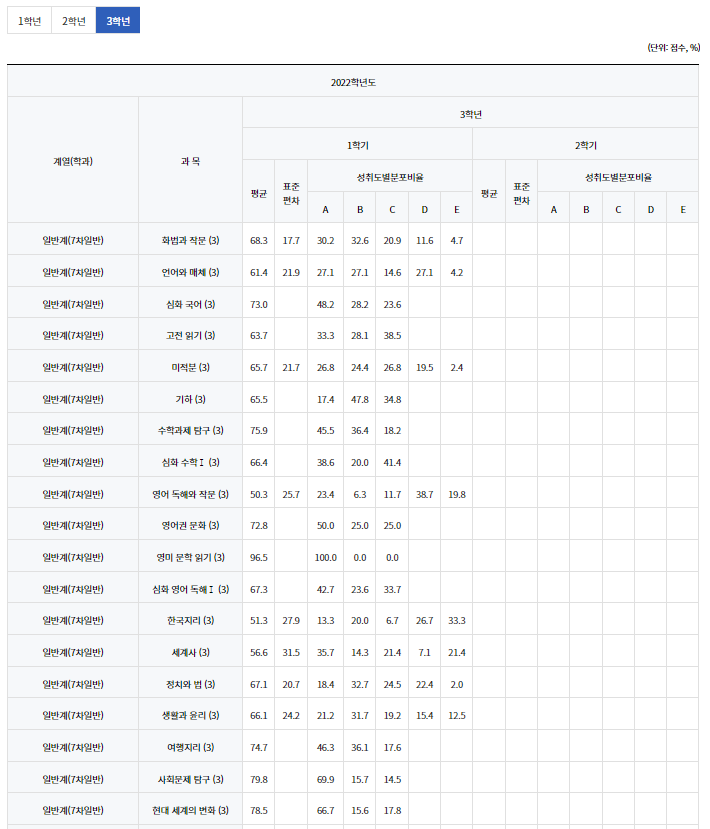 1학년 2학년 3학년
(단위: 점수, %)
2022학년도
계열(학과) 과 목 3학년
1학기 2학기
평균 표준편차 성취도별분포비율 평균 표준편차 성취도별분포비율
A B C D E A B C D E
일반계(7차일반) 화법과 작문 (3) 68.3 17.7 30.2 32.6 20.9 11.6 4.7
일반계(7차일반) 언어와 매체 (3) 61.4 21.9 27.1 27.1 14.6 27.1 4.2
일반계(7차일반) 심화 국어 (3) 73.0 48.2 28.2 23.6
일반계(7차일반) 고전 읽기 (3) 63.7 33.3 28.1 38.5
일반계(7차일반) 미적분 (3) 65.7 21.7 26.8 24.4 26.8 19.5 2.4
일반계(7차일반) 기하 (3) 65.5 17.4 47.8 34.8
일반계(7차일반) 수학과제 탐구 (3) 75.9 45.5 36.4 18.2
일반계(7차일반) 심화 수학Ⅰ (3) 66.4 38.6 20.0 41.4
일반계(7차일반) 영어 독해와 작문 (3) 50.3 25.7 23.4 6.3 11.7 38.7 19.8
일반계(7차일반) 영어권 문화 (3) 72.8 50.0 25.0 25.0
일반계(7차일반) 영미 문학 읽기 (3) 96.5 100.0 0.0 0.0
일반계(7차일반) 심화 영어 독해Ⅰ (3) 67.3 42.7 23.6 33.7
일반계(7차일반) 한국지리 (3) 51.3 27.9 13.3 20.0 6.7 26.7 33.3
일반계(7차일반) 세계사 (3) 56.6 31.5 35.7 14.3 21.4 7.1 21.4
일반계(7차일반) 정치와 법 (3) 67.1 20.7 18.4 32.7 24.5 22.4 2.0
일반계(7차일반) 생활과 윤리 (3) 66.1 24.2 21.2 31.7 19.2 15.4 12.5
일반계(7차일반) 여행지리 (3) 74.7 46.3 36.1 17.6
일반계(7차일반) 사회문제 탐구 (3) 79.8 69.9 15.7 14.5
일반계(7차일반) 현대 세계의 변화 (3) 78.5 66.7 15.6 17.8